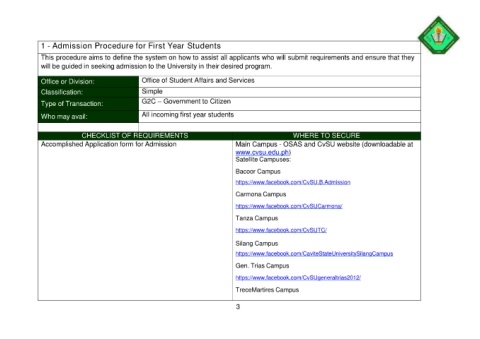 1 - Admission Procedure for First Year Students
This procedure aims to define the system on how to assist all applicants who will submit requirements and ensure that they
will be guided in seeking admission to the University in their desired program.
Office or Division: Office of Student Affairs and Services
Classification: Simple
Type of Transaction: G2C – Government to Citizen
Who may avail: All incoming first year students
CHECKLIST OF REQUIREMENTS WHERE TO SECURE
Accomplished Application form for Admission Main Campus - OSAS and CvSU website (downloadable at
www.cvsu.edu.ph)
Satellite Campuses:
Bacoor Campus
https://www.facebook.com/CvSU.B.Admission
Carmona Campus
https://www.facebook.com/CvSUCarmona/
Tanza Campus
https://www.facebook.com/CvSUTC/
Silang Campus
https://www.facebook.com/CaviteStateUniversitySilangCampus
Gen. Trias Campus
https://www.facebook.com/CvSUgeneraltrias2012/
TreceMartires Campus
3